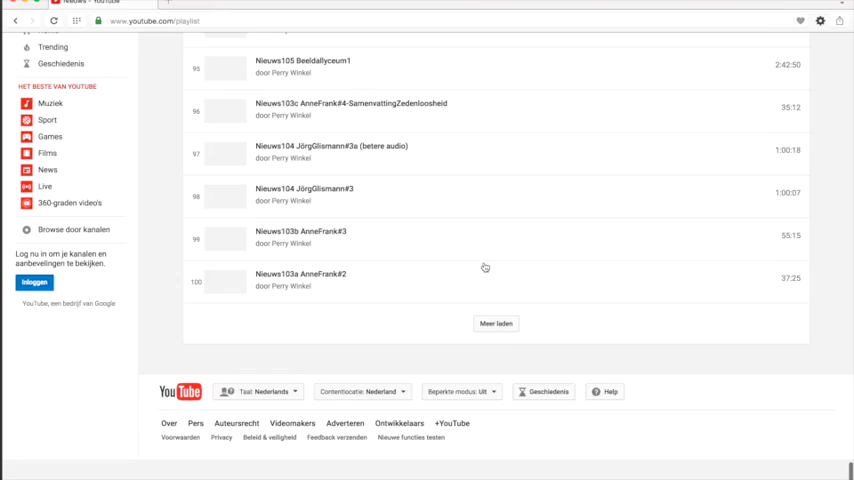 Nieuws - YouTube
www.youtube.com/playlist
Trending
Geschiedenis
HET BESTE VAN YOUTUBE
Muziek
Sport
Games
Films
News
Live
360-graden video's
Browse door kanalen
Log nu in om je kanalen en
aanbevelingen te bekijken.
Inloggen
YouTube, een bedrijf van Google
95 Nieuws105 Beeldallyceum1 2:42:50
door Perry Winkel
96 Nieuws103c AnneFrank#4-SamenvattingZedenloosheid 35:12
door Perry Winkel
97 Nieuws104 JörgGlismann#3a (betere audio) 1:00:18
door Perry Winkel
98 Nieuws104 JörgGlismann#3 1:00:07
door Perry Winkel
99 Nieuws103b AnneFrank#3 55:15
door Perry Winkel
100 Nieuws103a AnneFrank#2 37:25
door Perry Winkel
Meer laden
YouTube Taal: Nederlands Contentlocatie: Nederland Beperkte modus: Uit Geschiedenis Help
Over Pers Auteursrecht Videomakers Adverteren Ontwikkelaars +YouTube
Voorwaarden Privacy Beleid & veiligheid Feedback verzenden Nieuwe functies testen